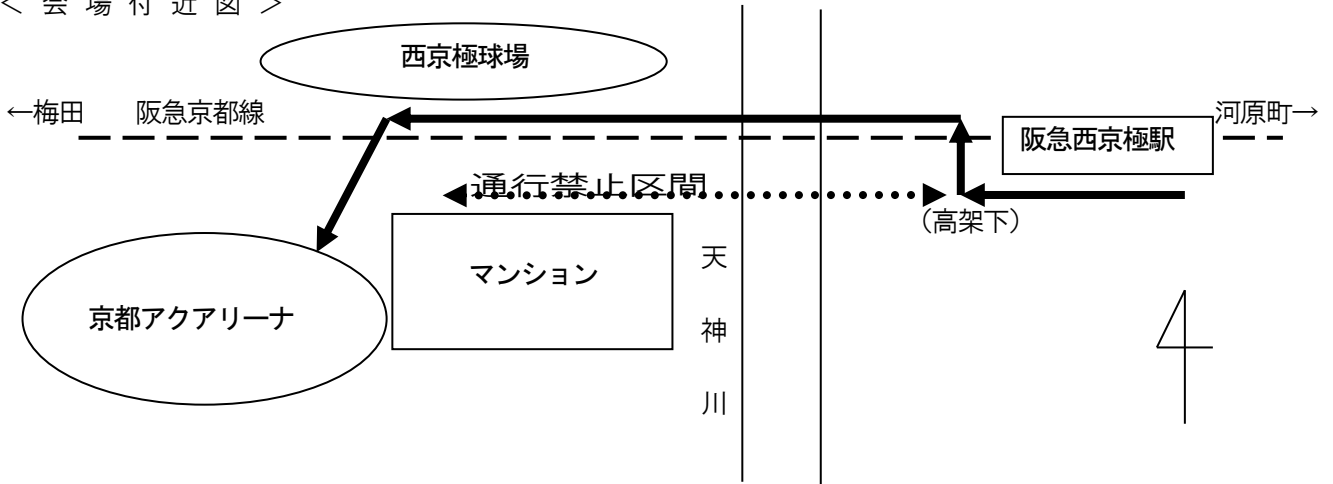 ＜会場付近図＞
西京極球場
←梅田　阪急京都線
河原町→
阪急西京極駅
通行禁止区間
（高架下）
マンション
天神川
京都アクアリーナ